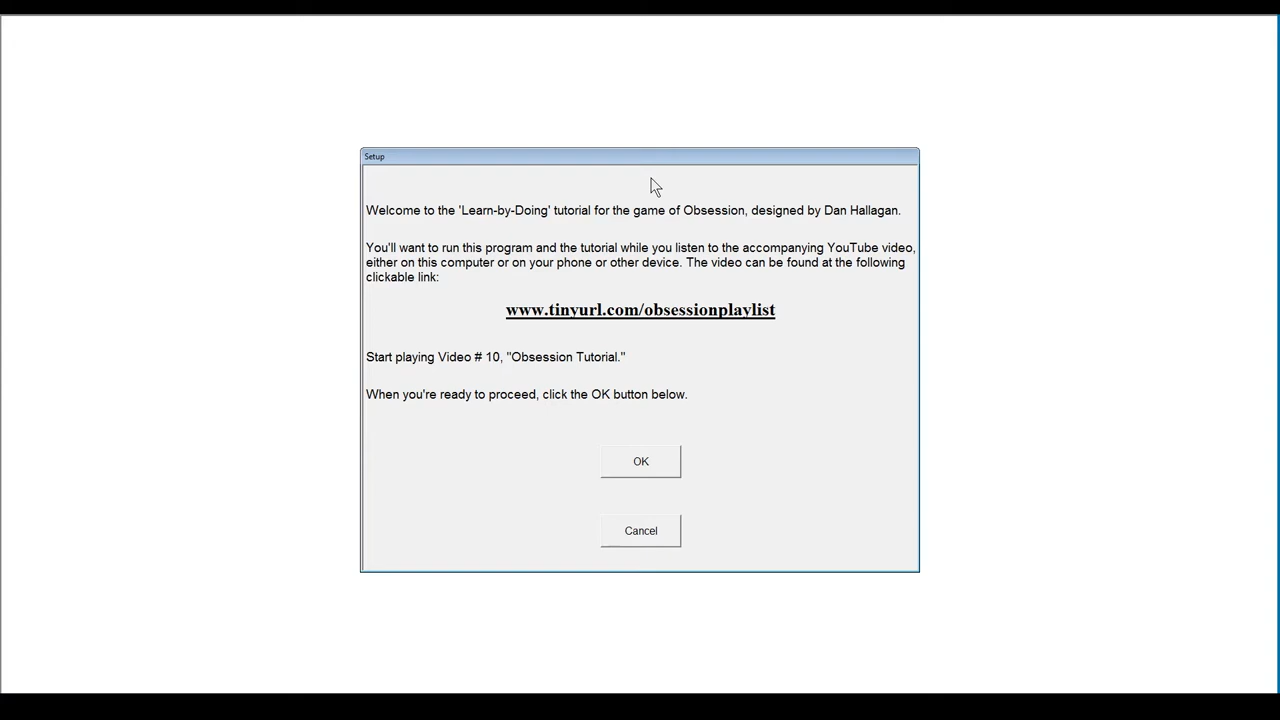 Setup
Welcome to the 'Learn-by-Doing' tutorial for the game of Obsession, designed by Dan Hallagan.
You'll want to run this program and the tutorial while you listen to the accompanying YouTube video,
either on this computer or on your phone or other device. The video can be found at the following
clickable link:
www.tinyurl.com/obsessionplaylist
Start playing Video # 10, "Obsession Tutorial."
When you're ready to proceed, click the OK button below.
OK
Cancel